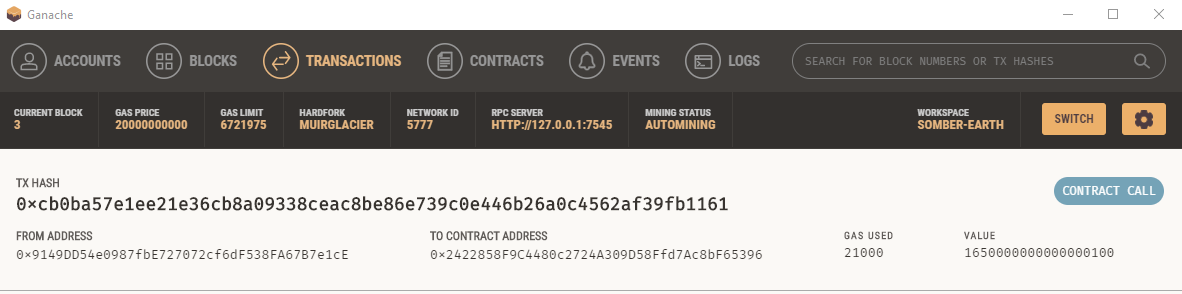 Ganache
ACCOUNTS BLOCKS TRANSACTIONS CONTRACTS EVENTS LOGS SEARCH FOR BLOCK NUMBERS OR TX HASHES
CURRENT BLOCK GAS PRICE GAS LIMIT HARDFORK NETWORK ID RPC SERVER MINING STATUS WORKSPACE
3 20000000000 6721975 MUIRGLACIER 5777 HTTP://127.0.0.1:7545 AUTOMINING SOMBER-EARTH SWITCH
TX HASH
0×cb0ba57e1ee21e36cb8a09338ceac8be86e739c0e446b26a0c4562af39fb1161 CONTRACT CALL
FROM ADDRESS TO CONTRACT ADDRESS GAS USED VALUE
0×9149DD54e0987fbE727072cf6dF538FA67B7e1cE 0×2422858F9C4480c2724A309D58Ffd7Ac8bF65396 21000 1650000000000000100